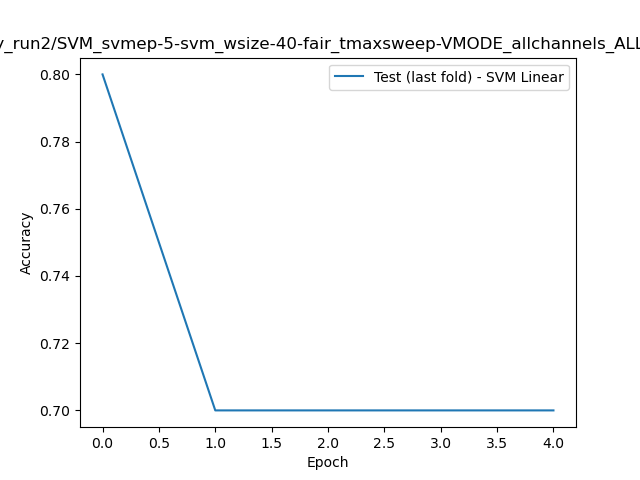 _run2/SVM_svmep-5-svm_wsize-40-fair_tmaxsweep-VMODE_allchannels_ALL
Test (last fold) - SVM Linear
0.80
0.78
0.76
0.74
0.72
0.70
Accuracy
0.0 0.5 1.0 1.5 2.0 2.5 3.0 3.5 4.0
Epoch